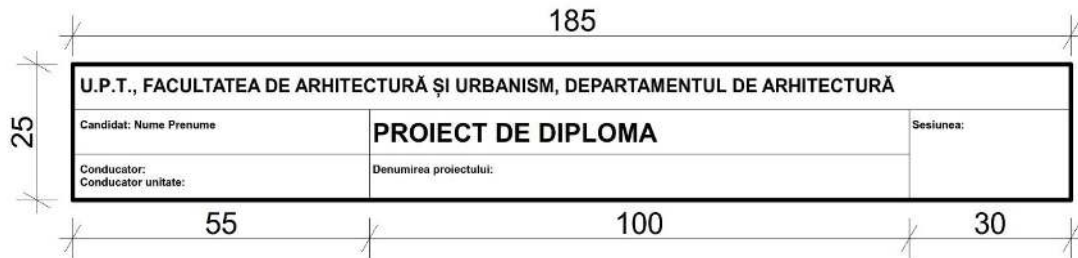 185
25
U.P.T., FACULTATEA DE ARHITECTURĂ ȘI URBANISM, DEPARTAMENTUL DE ARHITECTURĂ
Candidat: Nume Prenume
PROIECT DE DIPLOMA
Sesiunea:
Conducator:
Conducator unitate:
Denumirea proiectului:
55
100
30